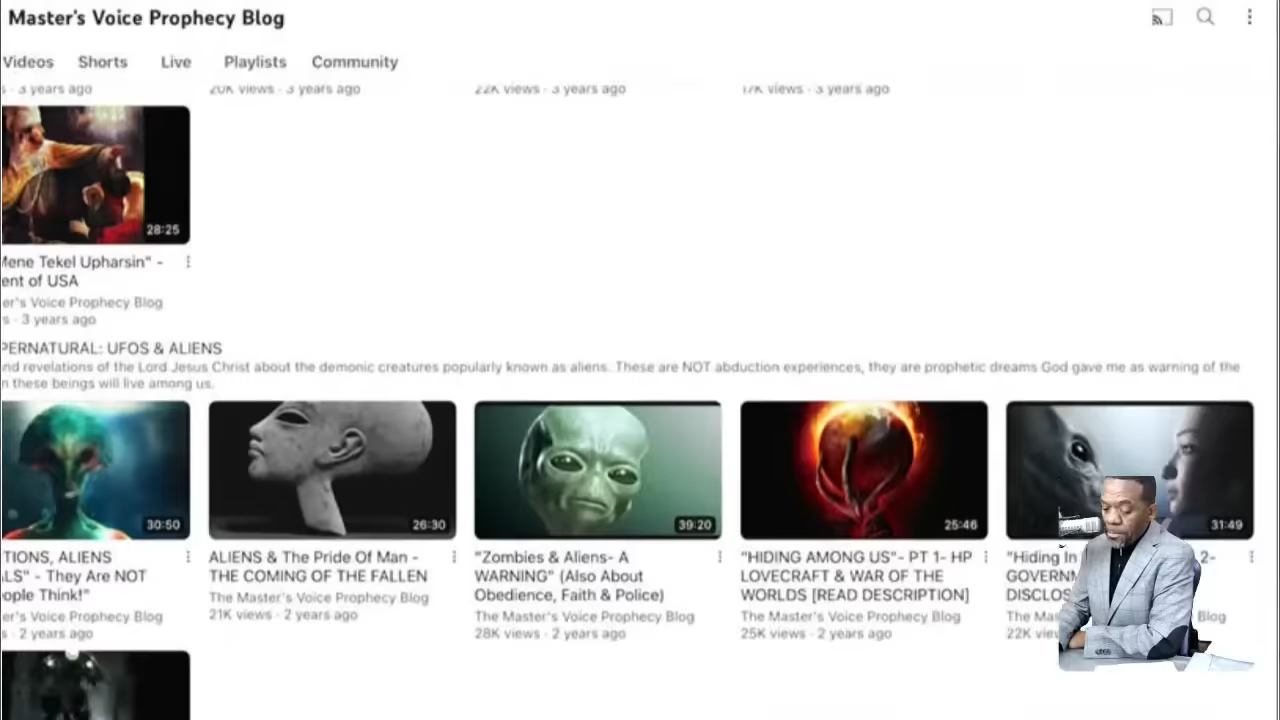 Master's Voice Prophecy Blog
Videos Shorts Live Playlists Community
3 years ago
20K views · 3 years ago
22K views · 3 years ago
17K views · 3 years ago
28:25
Mene Tekel Upharsin" -
ent of USA
er's Voice Prophecy Blog
s · 3 years ago
PERNATURAL: UFOS & ALIENS
nd revelations of the Lord Jesus Christ about the demonic creatures popularly known as aliens. These are NOT abduction experiences, they are prophetic dreams God gave me as warning of the
n these beings will live among us.
30:50
TIONS, ALIENS
LS" - They Are NOT
ople Think!"
er's Voice Prophecy Blog
s · 2 years ago
26:30
ALIENS & The Pride Of Man -
THE COMING OF THE FALLEN
The Master's Voice Prophecy Blog
21K views · 2 years ago
39:20
"Zombies & Aliens- A
WARNING" (Also About
Obedience, Faith & Police)
The Master's Voice Prophecy Blog
28K views · 2 years ago
25:46
"HIDING AMONG US"- PT 1- HP
LOVECRAFT & WAR OF THE
WORLDS [READ DESCRIPTION]
The Master's Voice Prophecy Blog
25K views · 2 years ago
31:49
"Hiding In 2-
GOVERNM
DISCLOS
The Mas Blog
22K vie